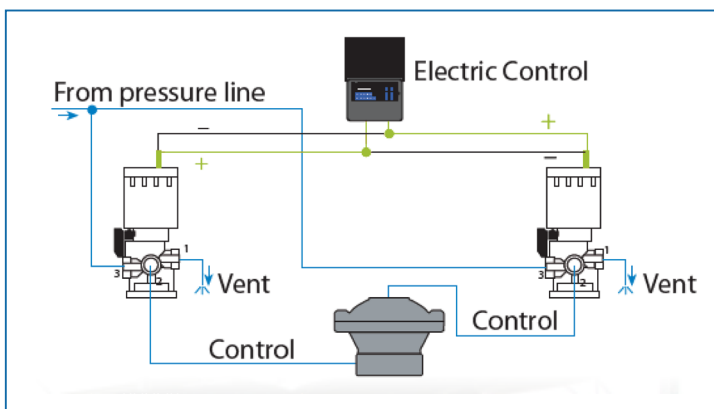 Electric Control
From pressure line
− +
+ −
1 1
3 3
2 2
Vent Vent
Control
Control